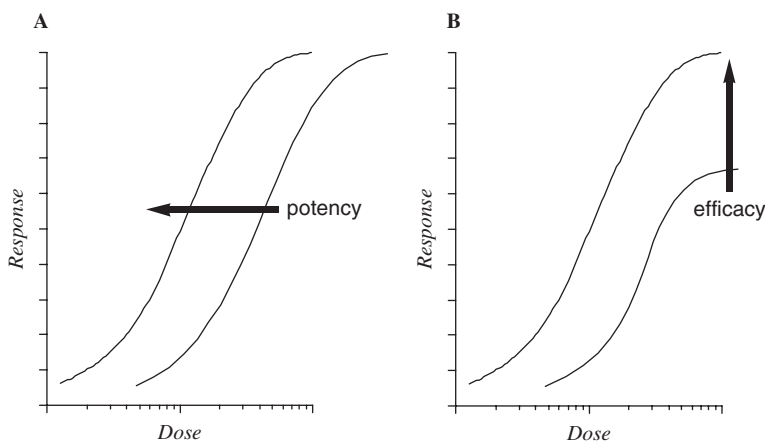 A
Response
potency
Dose
B
Response
efficacy
Dose